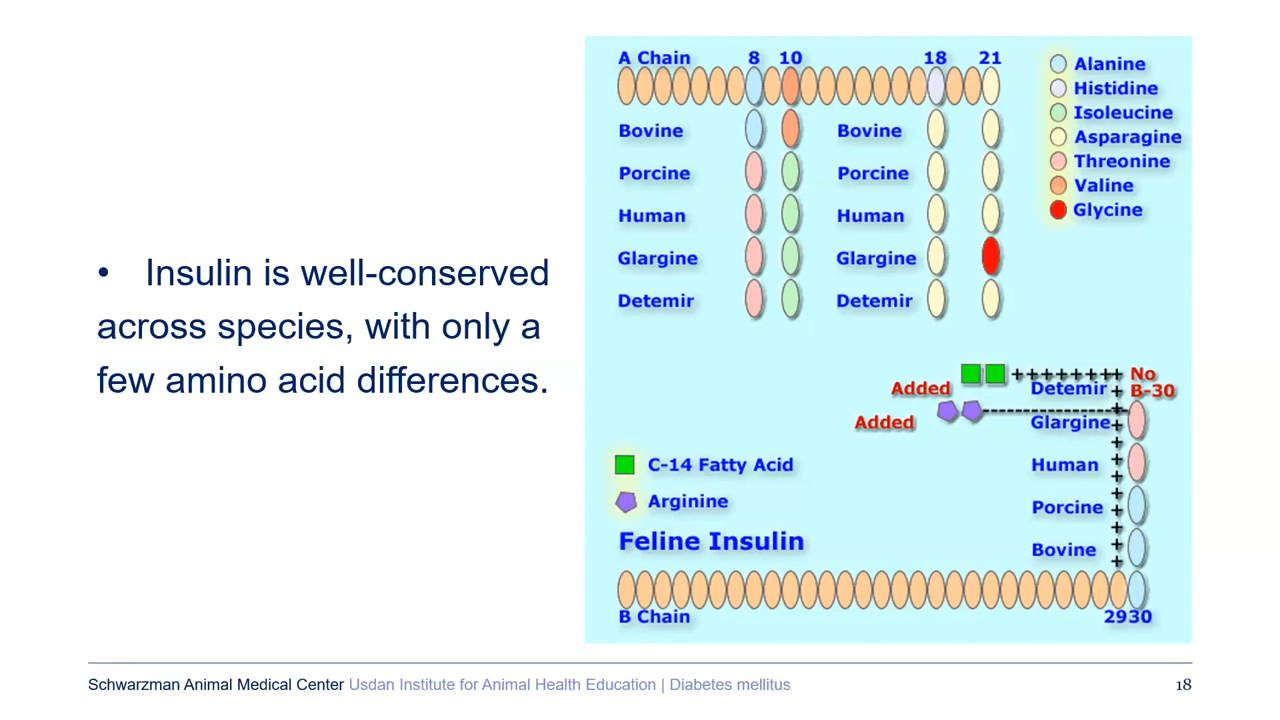 • Insulin is well-conserved
across species, with only a
few amino acid differences.
A Chain 8 10 18 21
Bovine Bovine
Porcine Porcine
Human Human
Glargine Glargine
Detemir Detemir
Alanine
Histidine
Isoleucine
Asparagine
Threonine
Valine
Glycine
++++++++ No
Added Detemir + B-30
Added Glargine
Human
Porcine
Bovine
C-14 Fatty Acid
Arginine
Feline Insulin
B Chain 29 30
Schwarzman Animal Medical Center Usdan Institute for Animal Health Education | Diabetes mellitus 18